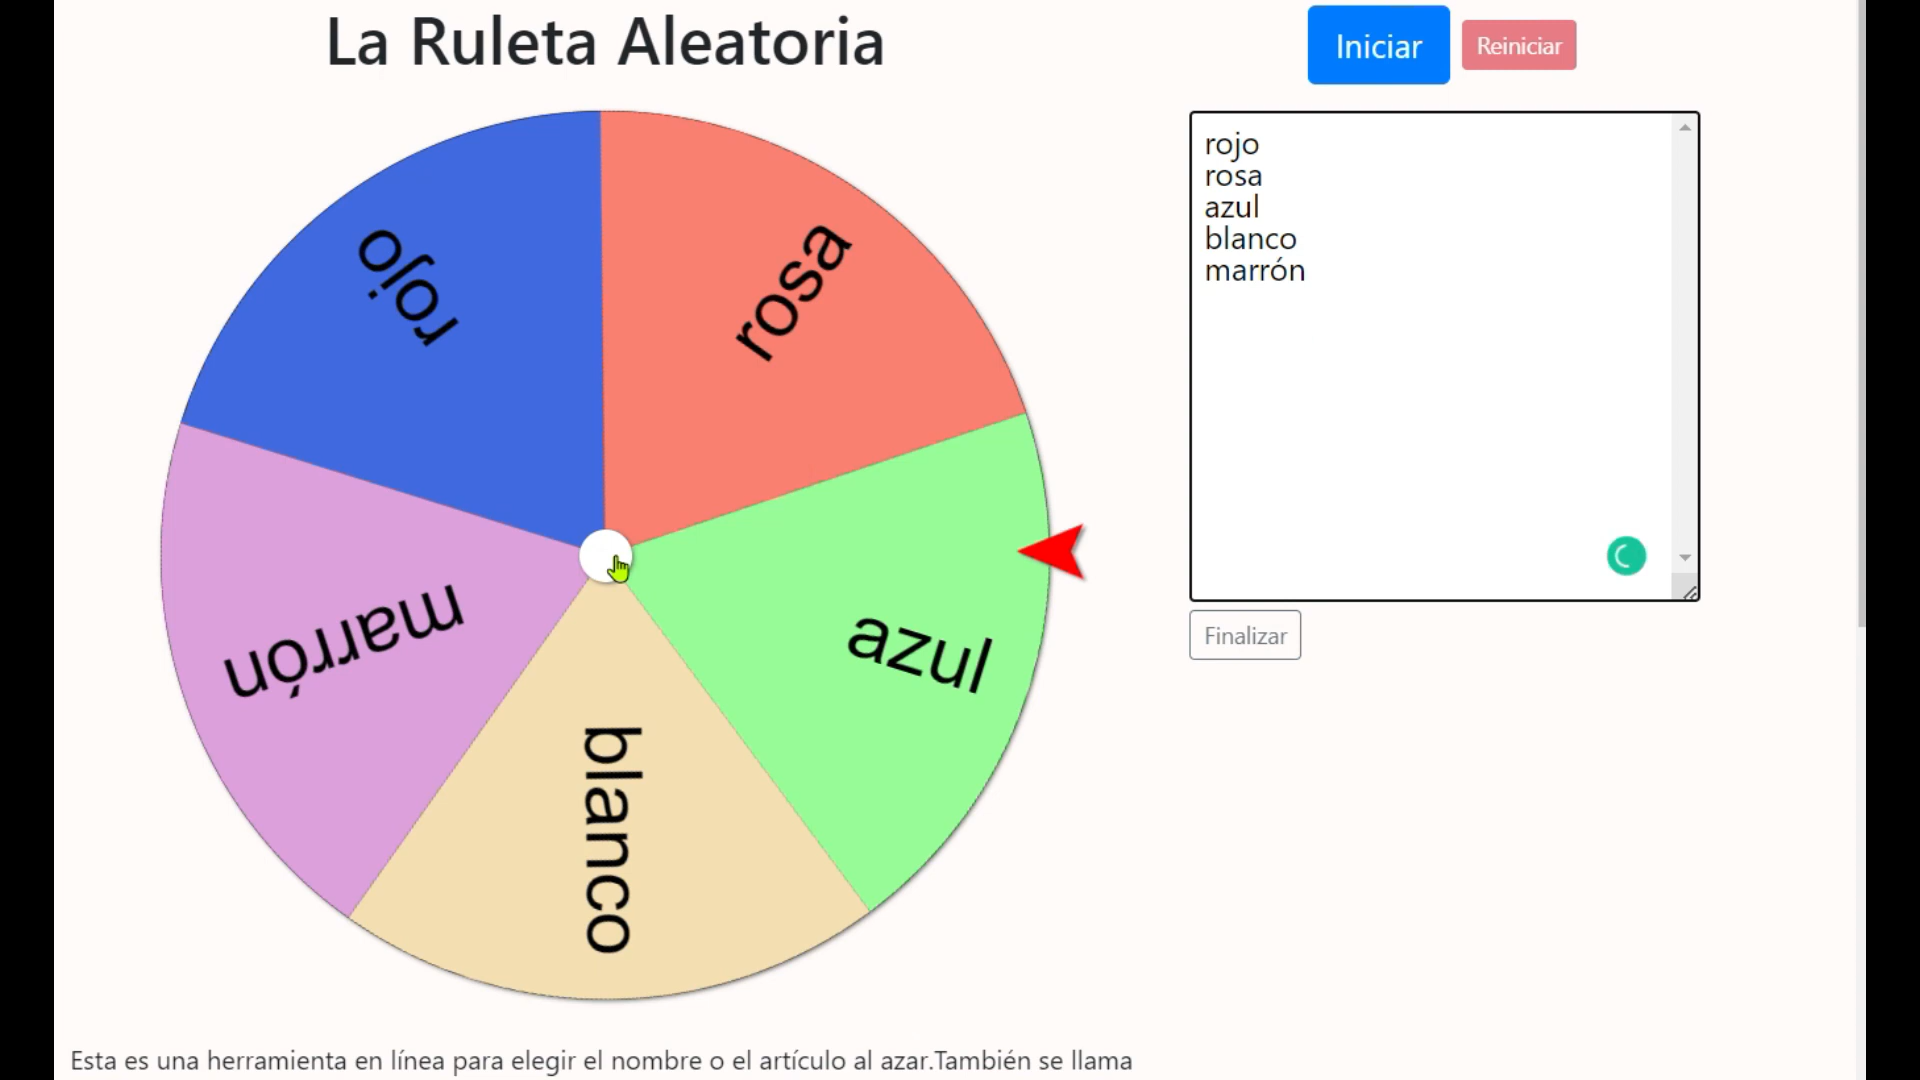 La Ruleta Aleatoria
Iniciar
Reiniciar
rojo
rosa
azul
blanco
marrón
rojo
rosa
azul
blanco
marrón
Finalizar
Esta es una herramienta en línea para elegir el nombre o el artículo al azar.También se llama